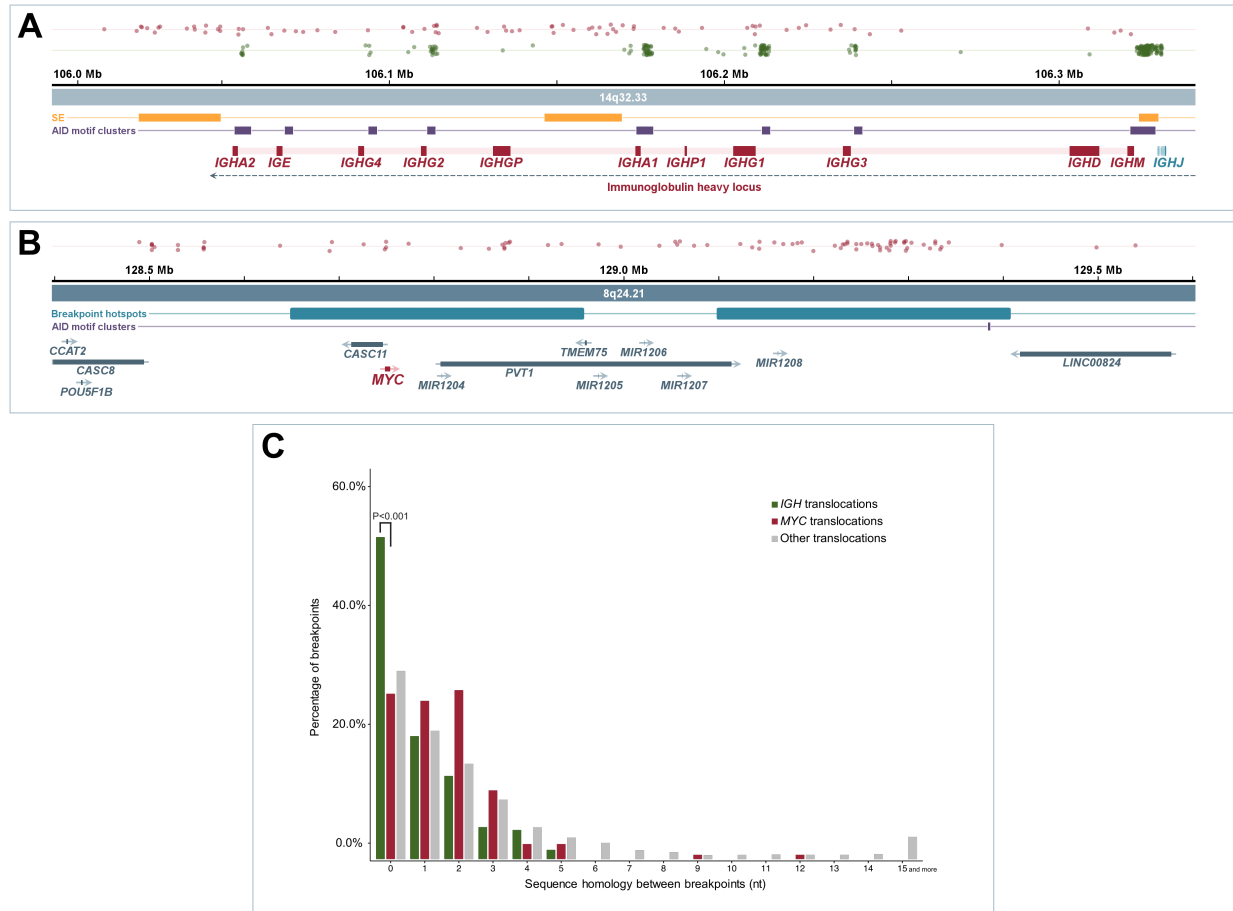 A
106.0 Mb 106.1 Mb 106.2 Mb 106.3 Mb
14q32.33
SE
AID motif clusters
IGHA2 IGE IGHG4 IGHG2 IGHGP IGHA1 IGHP1 IGHG1 IGHG3 IGHD IGHM IGHJ
Immunoglobulin heavy locus
B
128.5 Mb 129.0 Mb 129.5 Mb
8q24.21
Breakpoint hotspots
AID motif clusters
CCAT2 CASC11 TMEM75 MIR1206
CASC8 MYC PVT1 MIR1208 LINC00824
POU5F1B MIR1204 MIR1205 MIR1207
C
60.0%
40.0%
20.0%
0.0%
Percentage of breakpoints
P<0.001
IGH translocations
MYC translocations
Other translocations
0 1 2 3 4 5 6 7 8 9 10 11 12 13 14 15 and more
Sequence homology between breakpoints (nt)